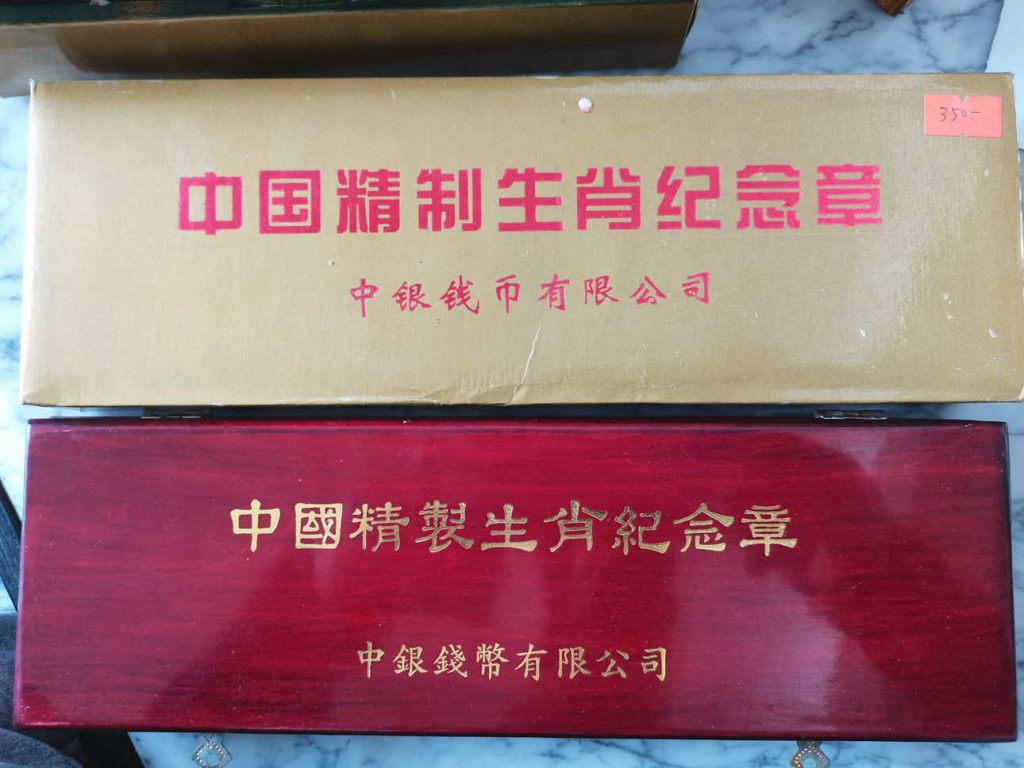 350-
中国精制生肖纪念章
中银钱币有限公司
中國精製生肖紀念章
中銀錢幣有限公司